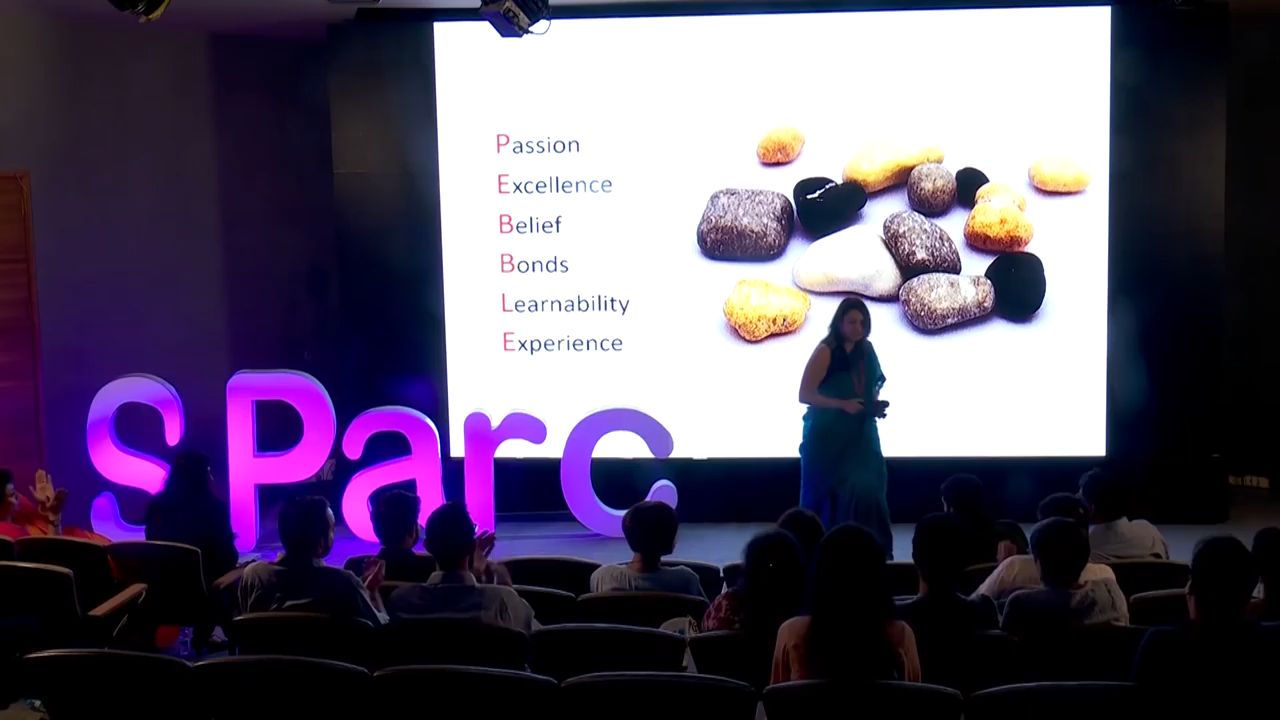 Passion
Excellence
Belief
Bonds
Learnability
Experience
SParc